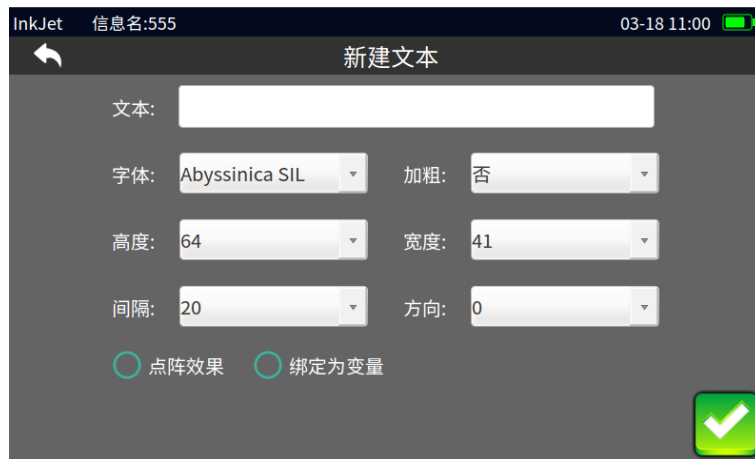 InkJet 信息名:555 03-18 11:00
新建文本
文本:
字体: Abyssinica SIL 加粗: 否
高度: 64 宽度: 41
间隔: 20 方向: 0
点阵效果 绑定为变量